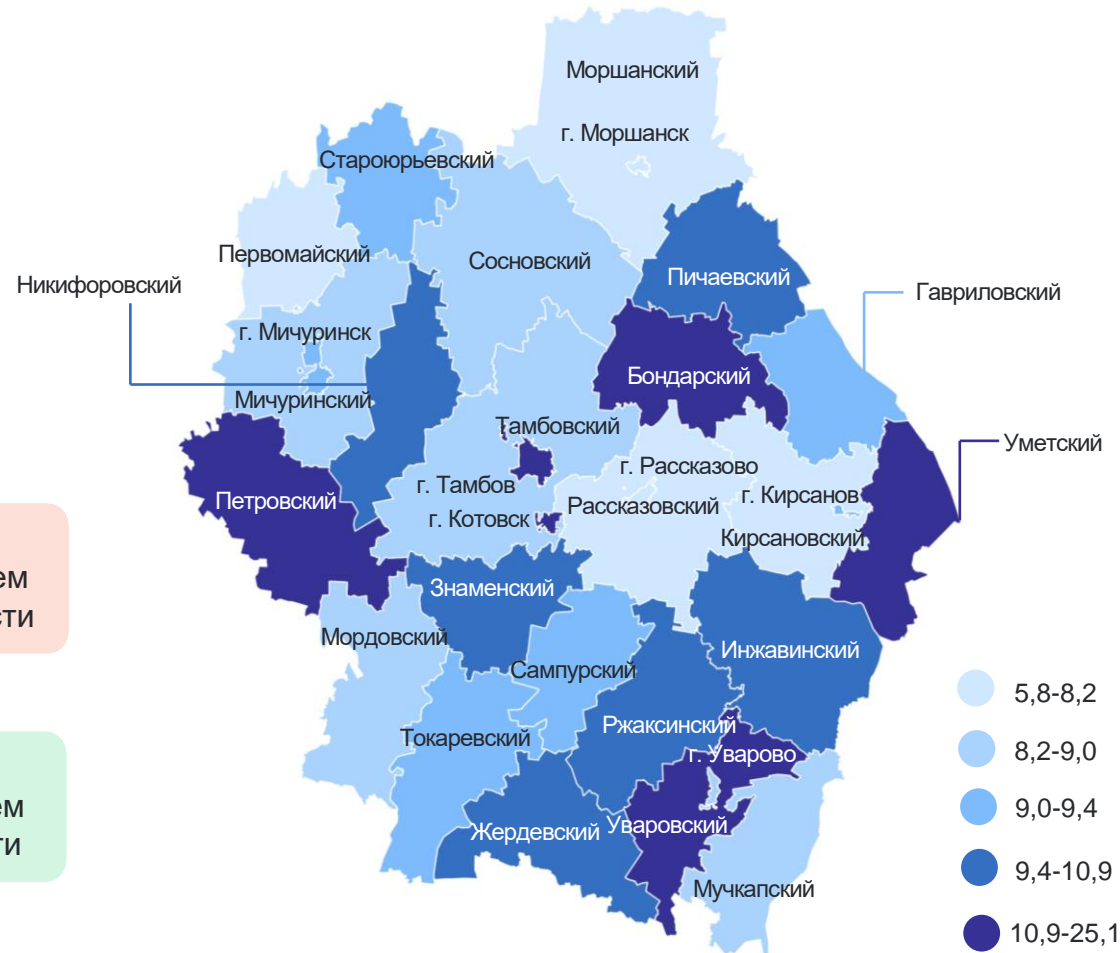 Моршанский
г. Моршанск
Староюрьевский
Первомайский
Сосновский
Никифоровский
Пичаевский
Гавриловский
г. Мичуринск
Бондарский
Мичуринский
Тамбовский
Уметский
г. Рассказово
Петровский
г. Тамбов
г. Кирсанов
Рассказовский
г. Котовск
Кирсановский
ем
сти
Знаменский
Мордовский
Инжавинский
Сампурский
5,8-8,2
Ржаксинский
Токаревский
г. Уварово
8,2-9,0
ем
ти
9,0-9,4
Жердевский
Уваровский
9,4-10,9
Мучкапский
10,9-25,1